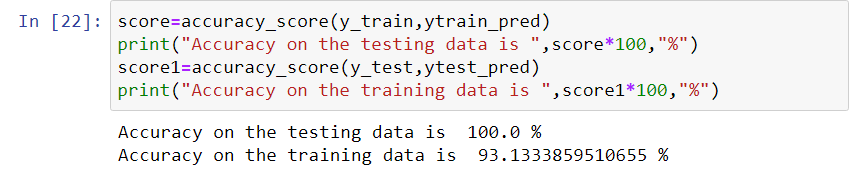 In [22]: score=accuracy_score(y_train,ytrain_pred)
print("Accuracy on the testing data is ",score*100,"%")
score1=accuracy_score(y_test,ytest_pred)
print("Accuracy on the training data is ",score1*100,"%")
Accuracy on the testing data is  100.0 %
Accuracy on the training data is  93.1333859510655 %